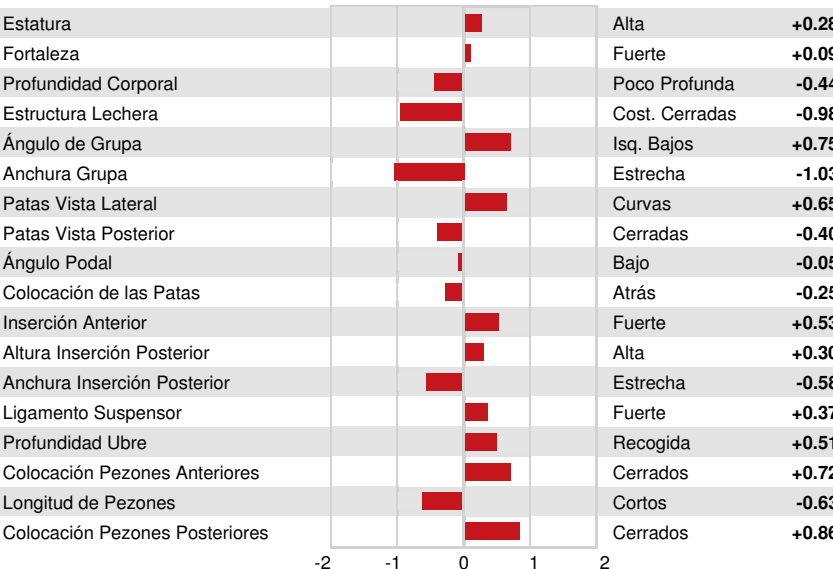 Estatura Alta +0.28
Fortaleza Fuerte +0.09
Profundidad Corporal Poco Profunda -0.44
Estructura Lechera Cost. Cerradas -0.98
Ángulo de Grupa Isq. Bajos +0.75
Anchura Grupa Estrecha -1.03
Patas Vista Lateral Curvas +0.65
Patas Vista Posterior Cerradas -0.40
Ángulo Podal Bajo -0.05
Colocación de las Patas Atrás -0.25
Inserción Anterior Fuerte +0.53
Altura Inserción Posterior Alta +0.30
Anchura Inserción Posterior Estrecha -0.58
Ligamento Suspensor Fuerte +0.37
Profundidad Ubre Recogida +0.51
Colocación Pezones Anteriores Cerrados +0.72
Longitud de Pezones Cortos -0.63
Colocación Pezones Posteriores Cerrados +0.86
-2 -1 0 1 2